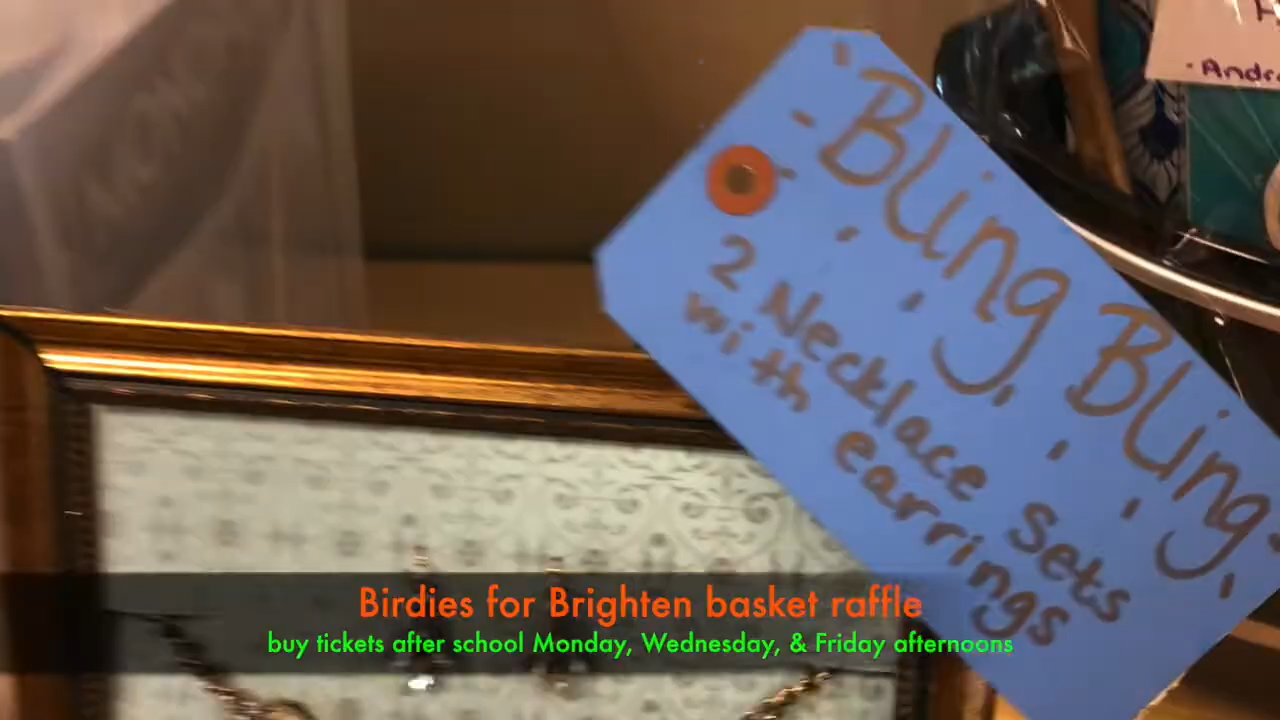 Bling Bling
2 Necklace Sets
with earrings
· Andr
Birdies for Brighten basket raffle
buy tickets after school Monday, Wednesday, & Friday afternoons